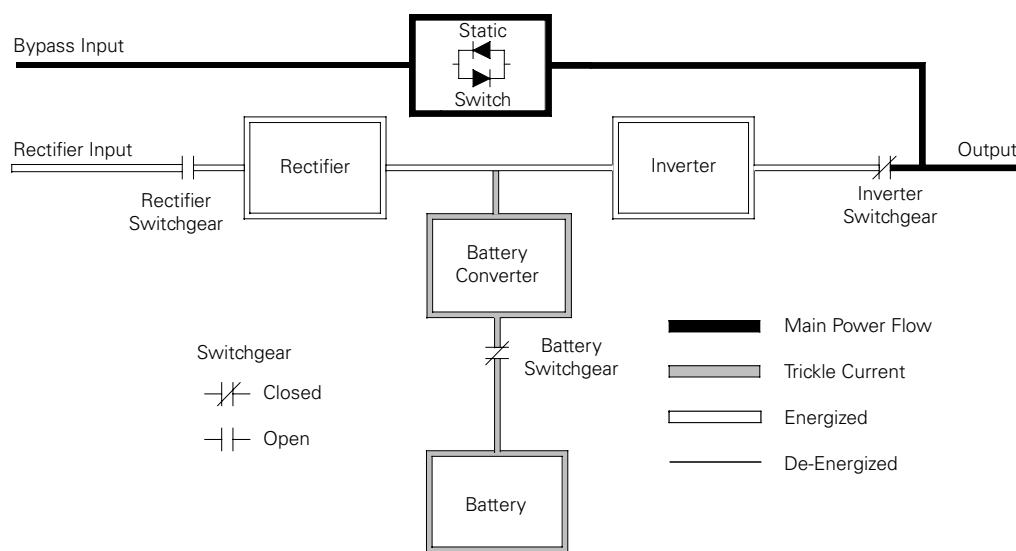 Static
Switch
Bypass Input
Rectifier Input
Rectifier
Switchgear
Rectifier
Inverter
Output
Inverter
Switchgear
Battery
Converter
Battery
Switchgear
Battery
Switchgear
Closed
Open
Main Power Flow
Trickle Current
Energized
De-Energized